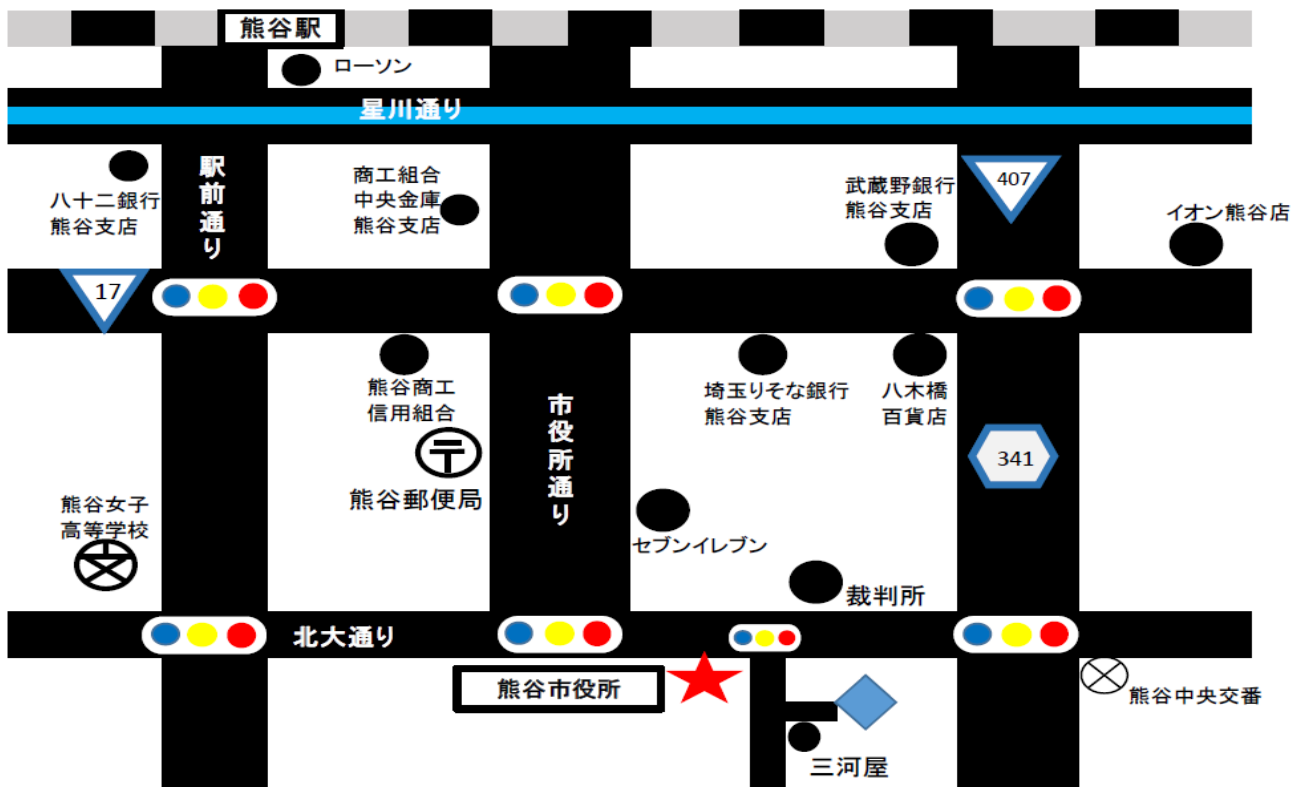 熊谷駅
ローソン
星川通り
駅前通り
八十二銀行
熊谷支店
商工組合
中央金庫
熊谷支店
武蔵野銀行
熊谷支店
407
イオン熊谷店
17
熊谷商工
信用組合
市役所通り
埼玉りそな銀行
熊谷支店
八木橋
百貨店
341
熊谷郵便局
熊谷女子
高等学校
セブンイレブン
裁判所
北大通り
熊谷市役所
熊谷中央交番
三河屋